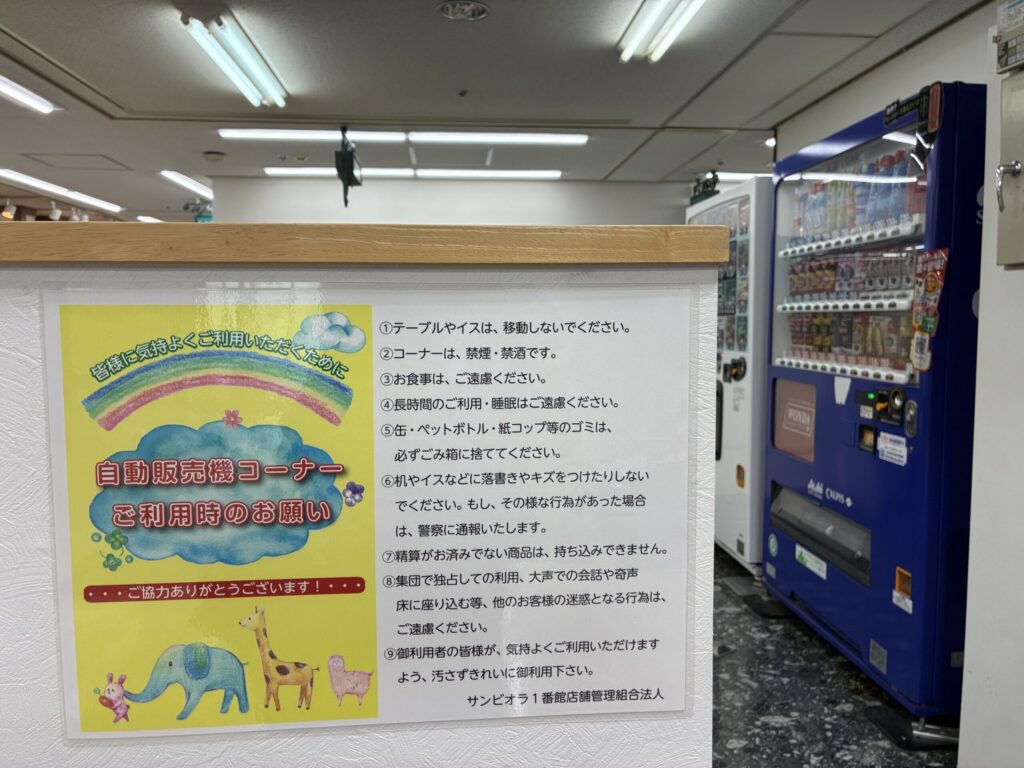 皆様に気持よくご利用いただくために
自動販売機コーナー
ご利用時のお願い
・・・ご協力ありがとうございます！・・・
①テーブルやイスは、移動しないでください。
②コーナーは、禁煙・禁酒です。
③お食事は、ご遠慮ください。
④長時間のご利用・睡眠はご遠慮ください。
⑤缶・ペットボトル・紙コップ等のゴミは、
必ずごみ箱に捨ててください。
⑥机やイスなどに落書きやキズをつけたりしない
でください。もし、その様な行為があった場合
は、警察に通報いたします。
⑦精算がお済みでない商品は、持ち込みできません。
⑧集団で独占しての利用、大声での会話や奇声
床に座り込む等、他のお客様の迷惑となる行為は、
ご遠慮ください。
⑨御利用者の皆様が、気持よくご利用いただけます
よう、汚さずきれいに御利用下さい。
サンビオラ１番館店舗管理組合法人
WONDA
Asahi
CALPIS